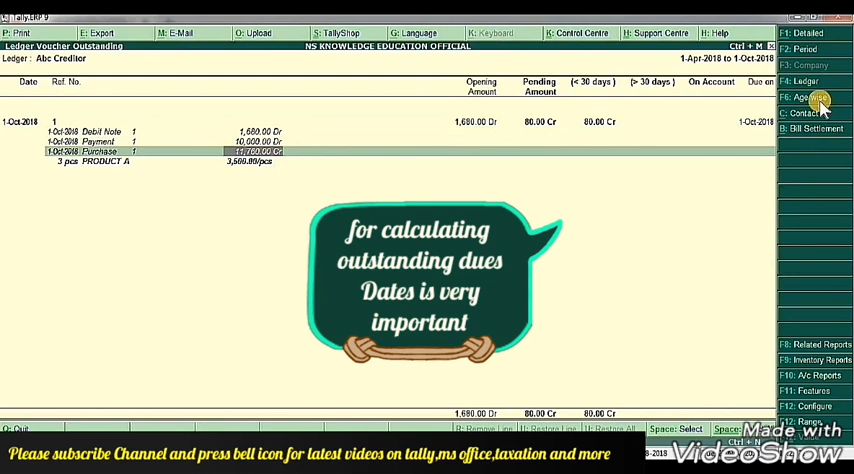 Tally.ERP 9
P: Print E: Export M: E-Mail O: Upload S: TallyShop G: Language K: Keyboard K: Control Centre H: Support Centre H: Help
Ledger Voucher Outstanding NS KNOWLEDGE EDUCATION OFFICIAL Ctrl + M
Ledger : Abc Creditor 1-Apr-2018 to 1-Oct-2018
Date Ref. No. Opening Pending (< 30 days) (> 30 days) On Account Due on
Amount Amount
1-Oct-2018 1 1,680.00 Dr 80.00 Cr 80.00 Cr 1-Oct-2018
1-Oct-2018 Debit Note 1 1,680.00 Dr
1-Oct-2018 Payment 1 10,000.00 Dr
1-Oct-2018 Purchase 1 11,760.00 Cr
3 pcs PRODUCT A 3,500.00/pcs
for calculating
outstanding dues
Dates is very
important
1,680.00 Dr 80.00 Cr 80.00 Cr
Q: Quit R: Remove Line U: Restore Line U: Restore All Space: Select Space:
F1: Detailed
F2: Period
F3: Company
F4: Ledger
F6: Age wise
C: Contact
B: Bill Settlement
F8: Related Reports
F9: Inventory Reports
F10: A/c Reports
F11: Features
F12: Configure
F12: Range
F12: Value
Made with
VideoShow
Ctrl + N
Please subscribe Channel and press bell icon for latest videos on tally,ms office,taxation and more